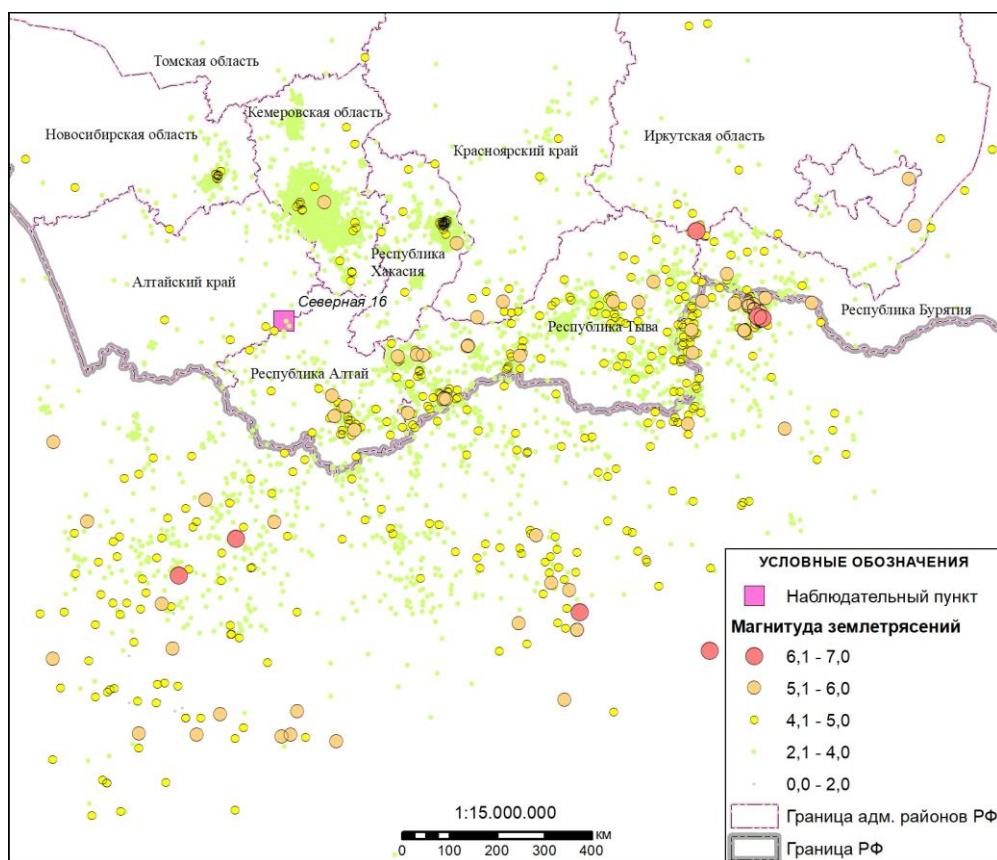 Томская область
Кемеровская область
Новосибирская область
Иркутская область
Красноярский край
Республика
Хакасия
Алтайский край
Северная 16
Республика Бурятия
Республика Тыва
Республика Алтай
УСЛОВНЫЕ ОБОЗНАЧЕНИЯ
Наблюдательный пункт
Магнитуда землетрясений
6,1 - 7,0
5,1 - 6,0
4,1 - 5,0
2,1 - 4,0
0,0 - 2,0
Граница адм. районов РФ
Граница РФ
1:15.000.000
км
0 100 200 300 400